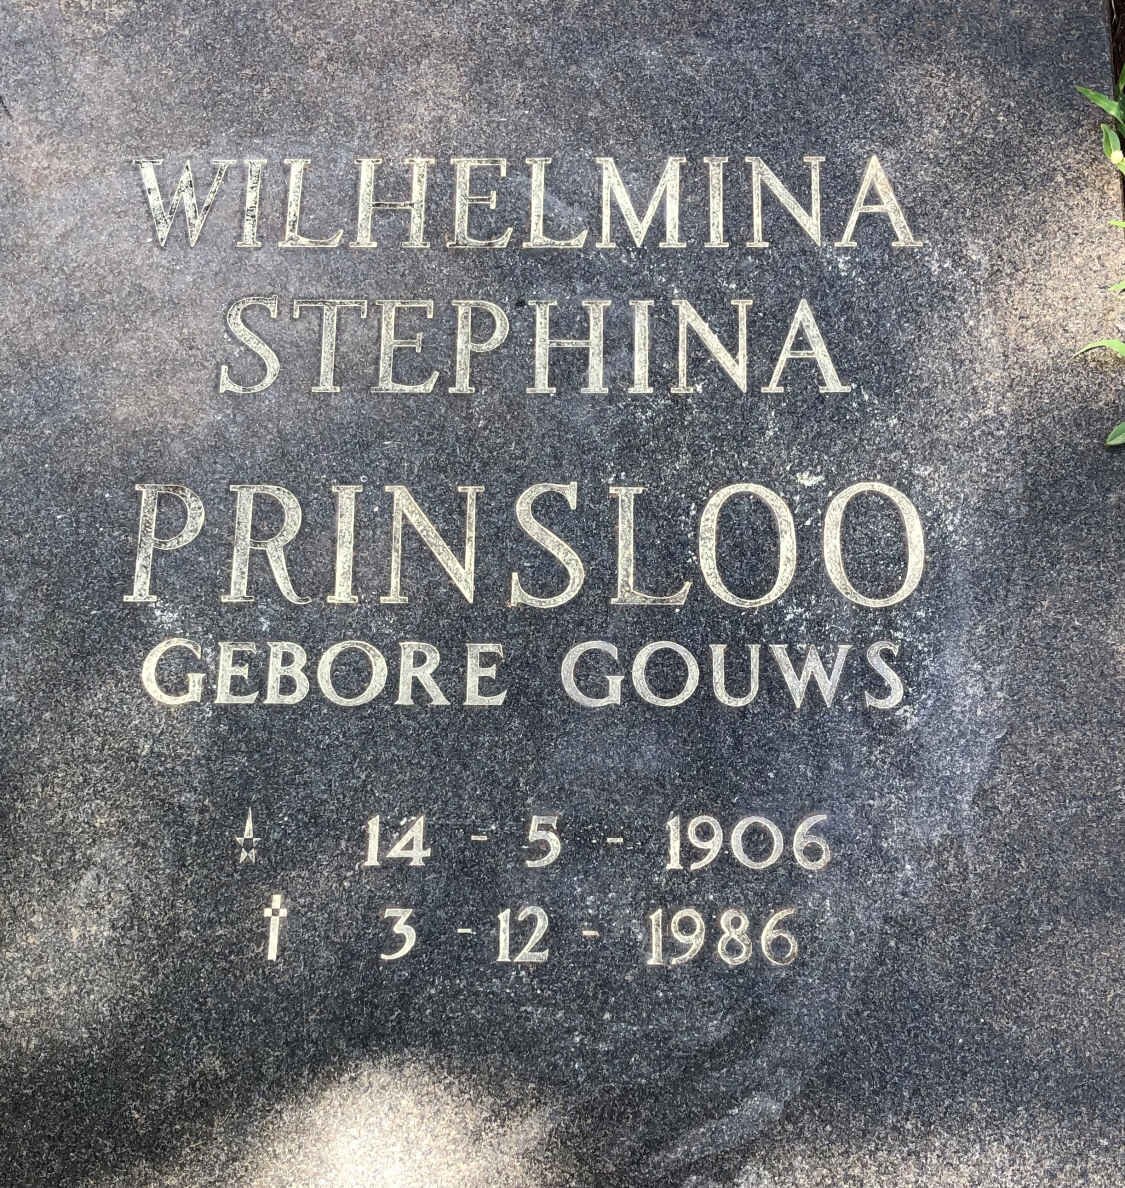 WILHELMINA
STEPHINA
PRINSLOO
GEBORE GOUWS
14 - 5 - 1906
† 3 - 12 - 1986